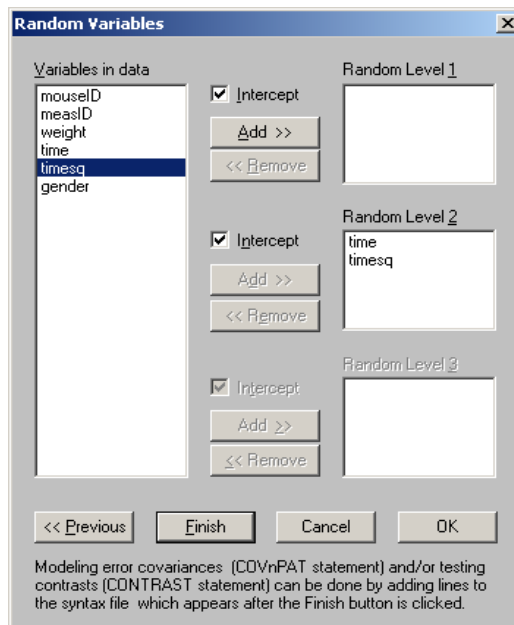 Random Variables
Variables in data
mouseID
measID
weight
time
timesq
gender
Intercept
Add >>
<< Remove
Random Level 1
Intercept
Add >>
<< Remove
Random Level 2
time
timesq
Intercept
Add >>
<< Remove
Random Level 3
<< Previous
Finish
Cancel
OK
Modeling error covariances (COVnPAT statement) and/or testing
contrasts (CONTRAST statement) can be done by adding lines to
the syntax file which appears after the Finish button is clicked.